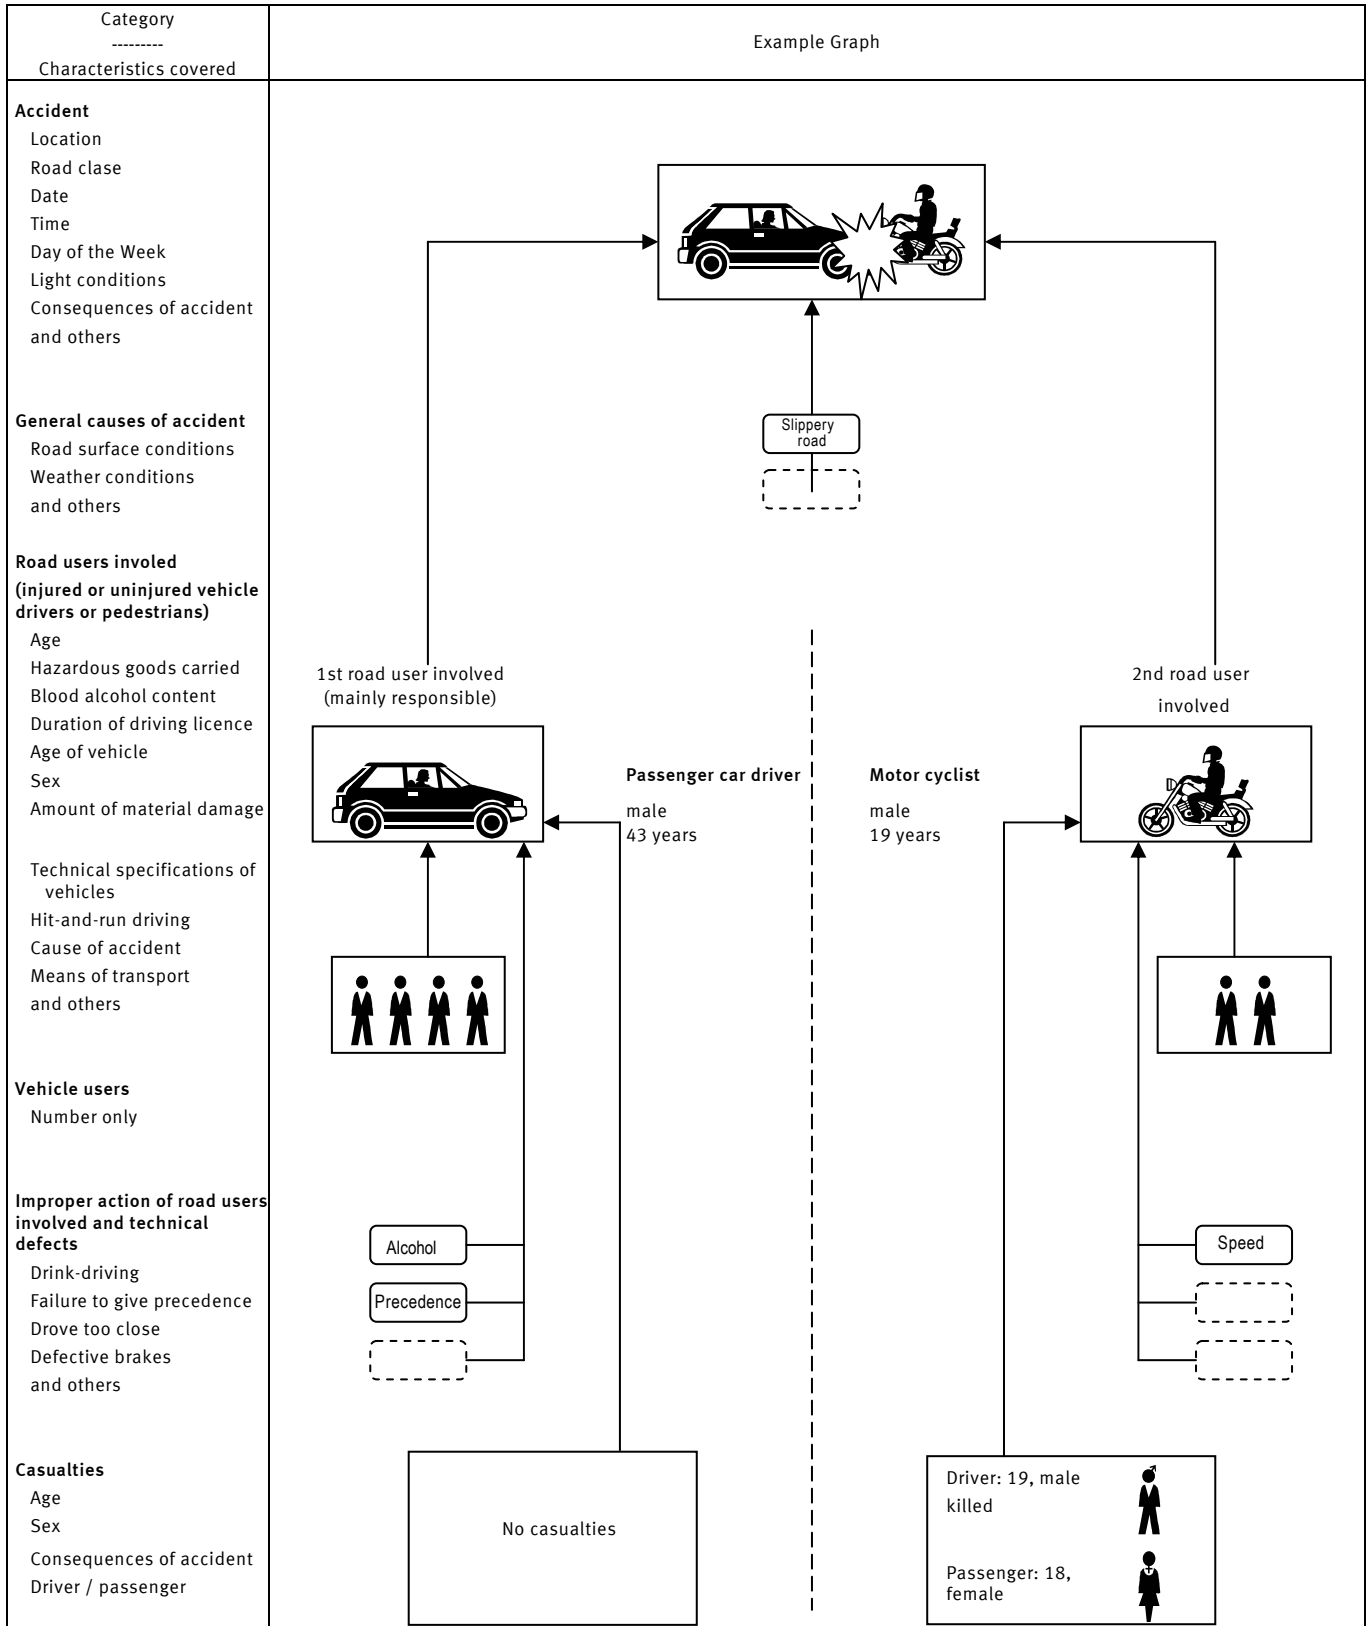 Category
---------
Characteristics covered
Example Graph
Accident
Location
Road clase
Date
Time
Day of the Week
Light conditions
Consequences of accident
and others
General causes of accident
Road surface conditions
Weather conditions
and others
Slippery
road
Road users involed
(injured or uninjured vehicle
drivers or pedestrians)
Age
Hazardous goods carried
Blood alcohol content
Duration of driving licence
Age of vehicle
Sex
Amount of material damage
Technical specifications of
vehicles
Hit-and-run driving
Cause of accident
Means of transport
and others
1st road user involved
(mainly responsible)
Passenger car driver
male
43 years
Motor cyclist
male
19 years
2nd road user
involved
Vehicle users
Number only
Improper action of road users
involved and technical
defects
Drink-driving
Failure to give precedence
Drove too close
Defective brakes
and others
Alcohol
Precedence
Speed
Casualties
Age
Sex
Consequences of accident
Driver / passenger
No casualties
Driver: 19, male
killed
Passenger: 18,
female